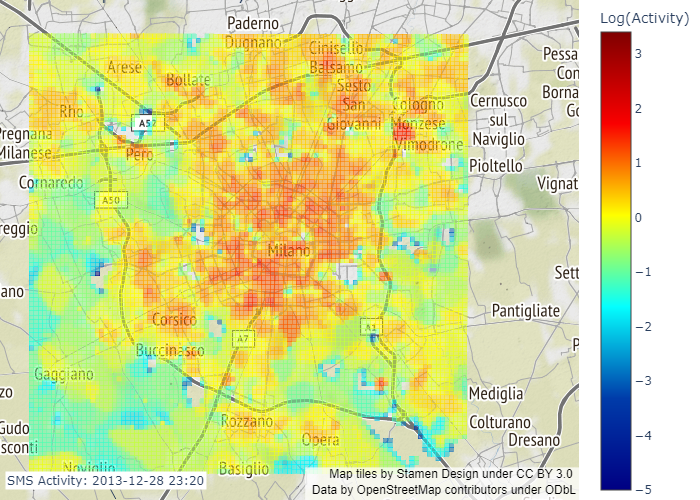 Paderno
Dugnano
Cinisello
Balsamo
Arese
Bollate
Sesto
San
Giovanni
Rho
Cologno
Monzese
Vimodrone
A52
Pero
Pregnana
Milanese
Cornaredo
A50
reggio
ano
Milano
Corsico
A7
A1
Buccinasco
Gaggiano
zo
Gudo
sconti
Rozzano
Opera
Noviglio
Basiglio
Pessa
Con
Borna
Go
Cernusco
sul
Naviglio
Pioltello
Vignat
Sett
Pantigliate
P
Mediglia
Colturano
Dresano
SMS Activity: 2013-12-28 23:20
Map tiles by Stamen Design under CC BY 3.0
Data by OpenStreetMap contributors under ODbL
Log(Activity)
3
2
1
0
−1
−2
−3
−4
−5